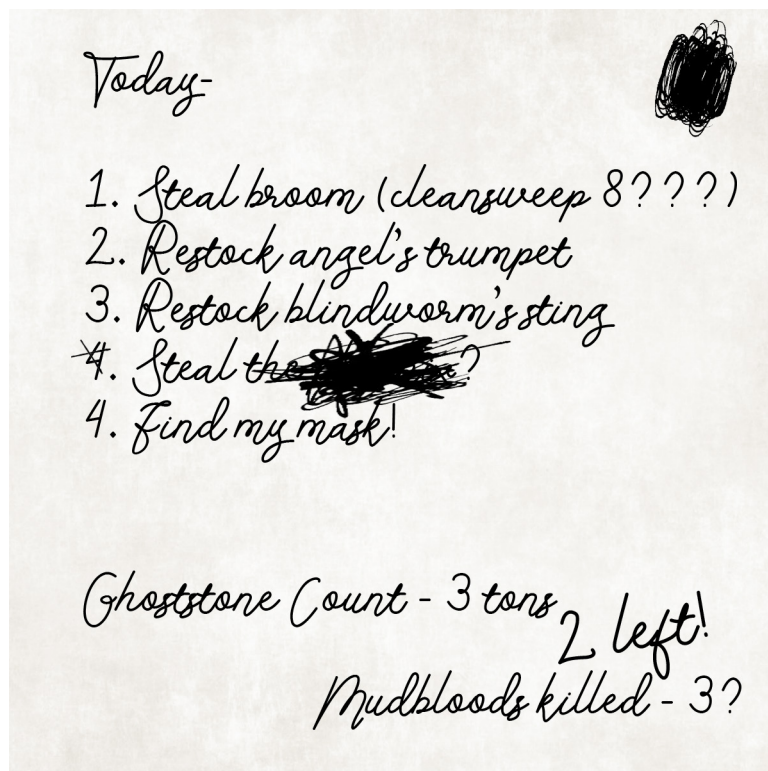 Today-
1. Steal broom (cleansweep 8???)
2. Restock angel's trumpet
3. Restock blindworm's sting
4. Steal the ?
4. Find my mask!
Ghoststone Count - 3 tons
2 left!
Mudbloods killed - 3?